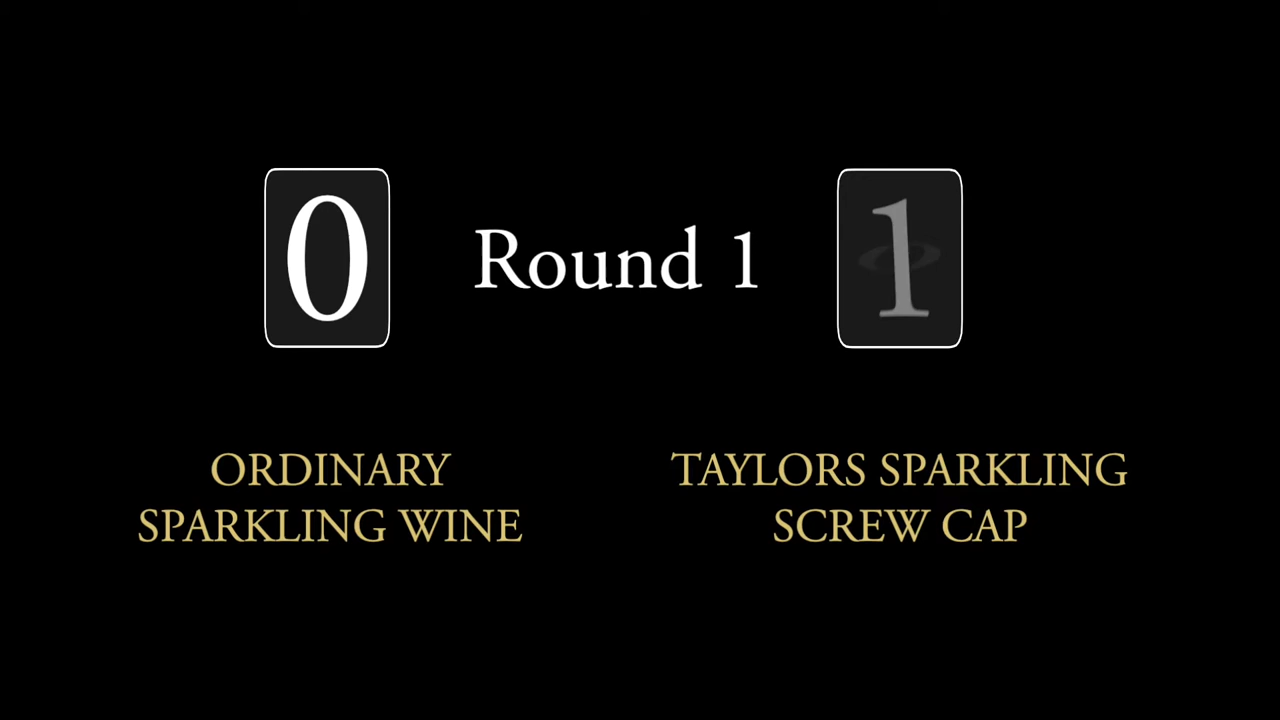 0 Round 1 1
ORDINARY
SPARKLING WINE
TAYLORS SPARKLING
SCREW CAP